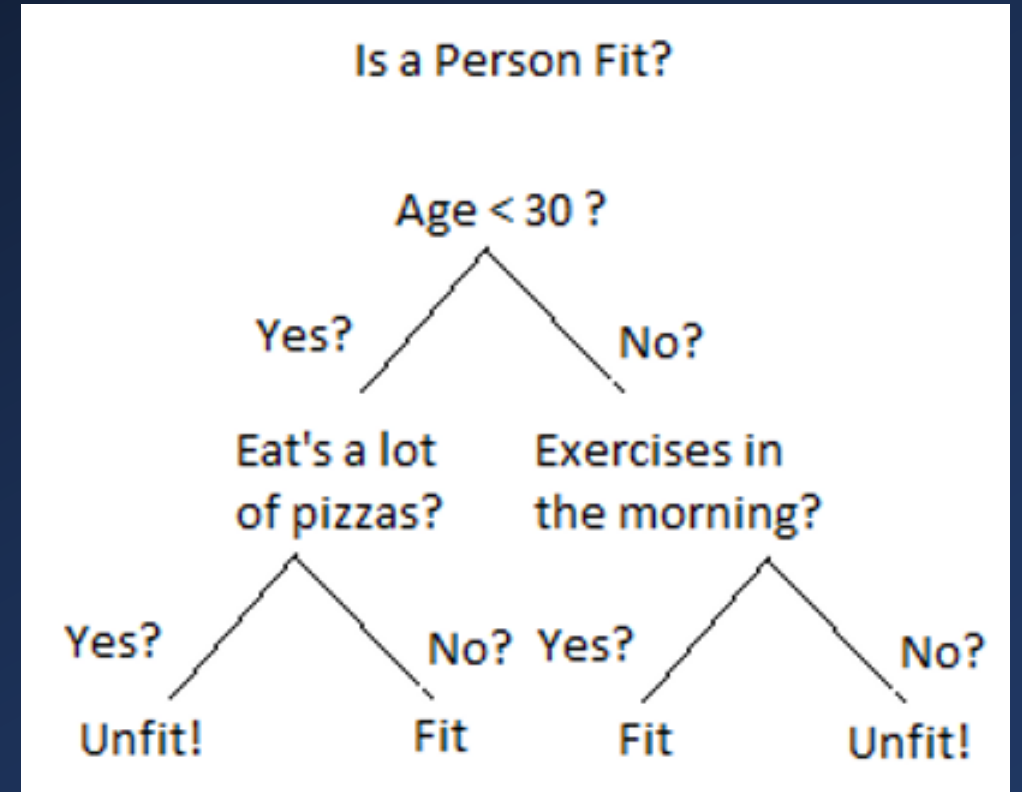 Is a Person Fit?
Age < 30 ?
Yes?
No?
Eat's a lot
of pizzas?
Exercises in
the morning?
Yes?
No?
Yes?
No?
Unfit!
Fit
Fit
Unfit!